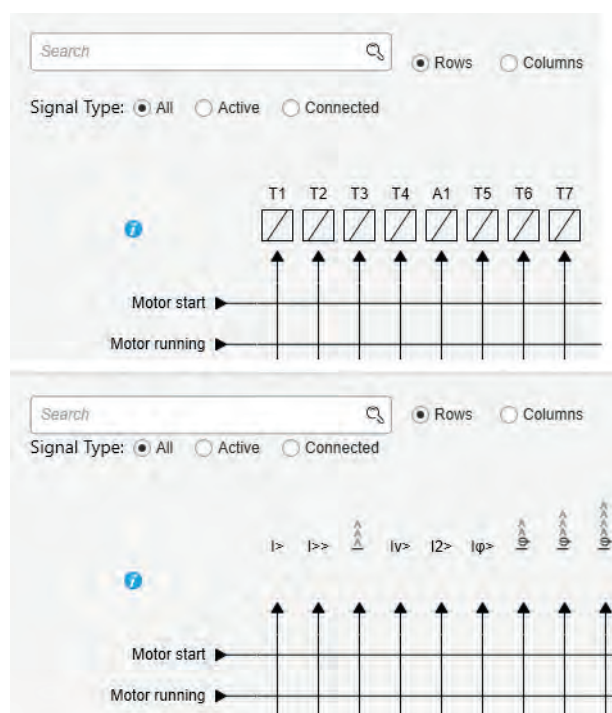 Search
Rows Columns
Signal Type: All Active Connected
T1 T2 T3 T4 A1 T5 T6 T7
i
Motor start
Motor running
Search
Rows Columns
Signal Type: All Active Connected
I> I>> I>>> Iv> I2> Iφ>
i
Motor start
Motor running